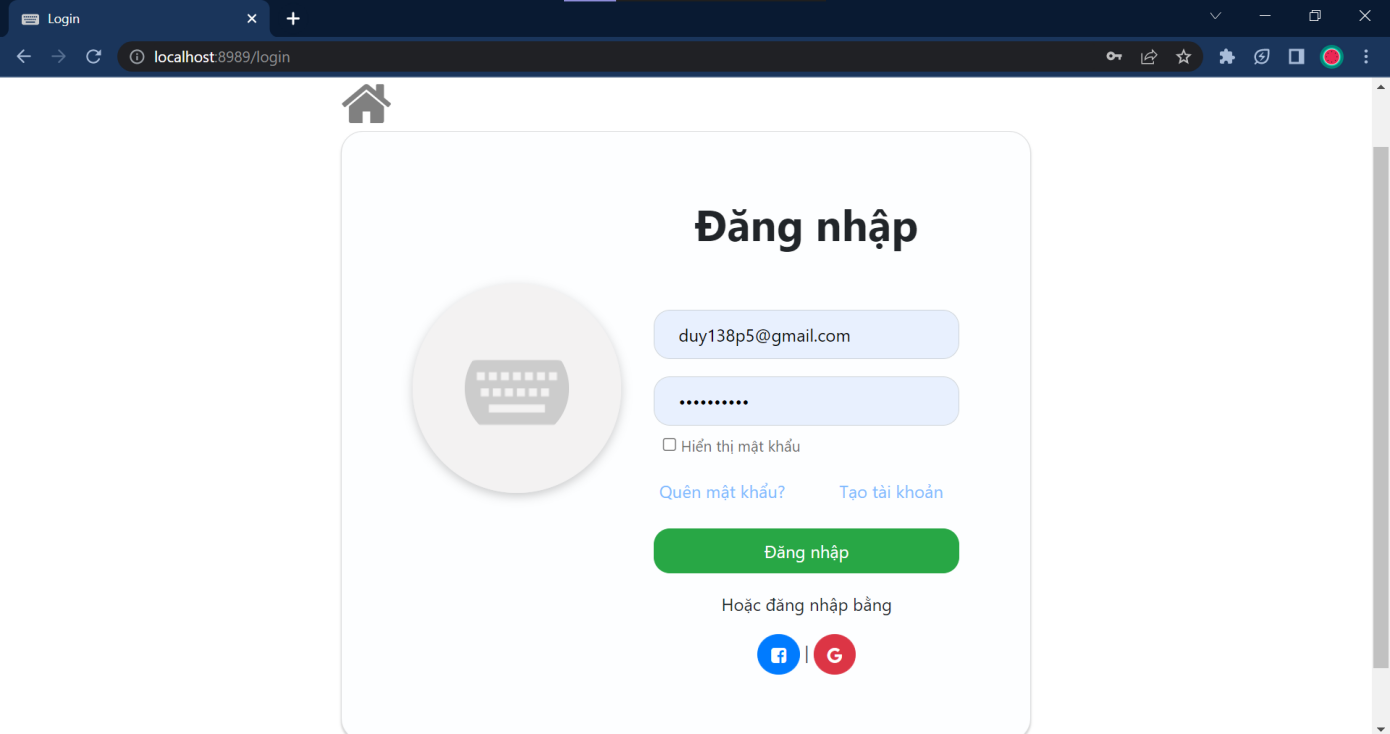 Login
localhost:8989/login
Đăng nhập
duy138p5@gmail.com
••••••••••
Hiển thị mật khẩu
Quên mật khẩu? Tạo tài khoản
Đăng nhập
Hoặc đăng nhập bằng
| G